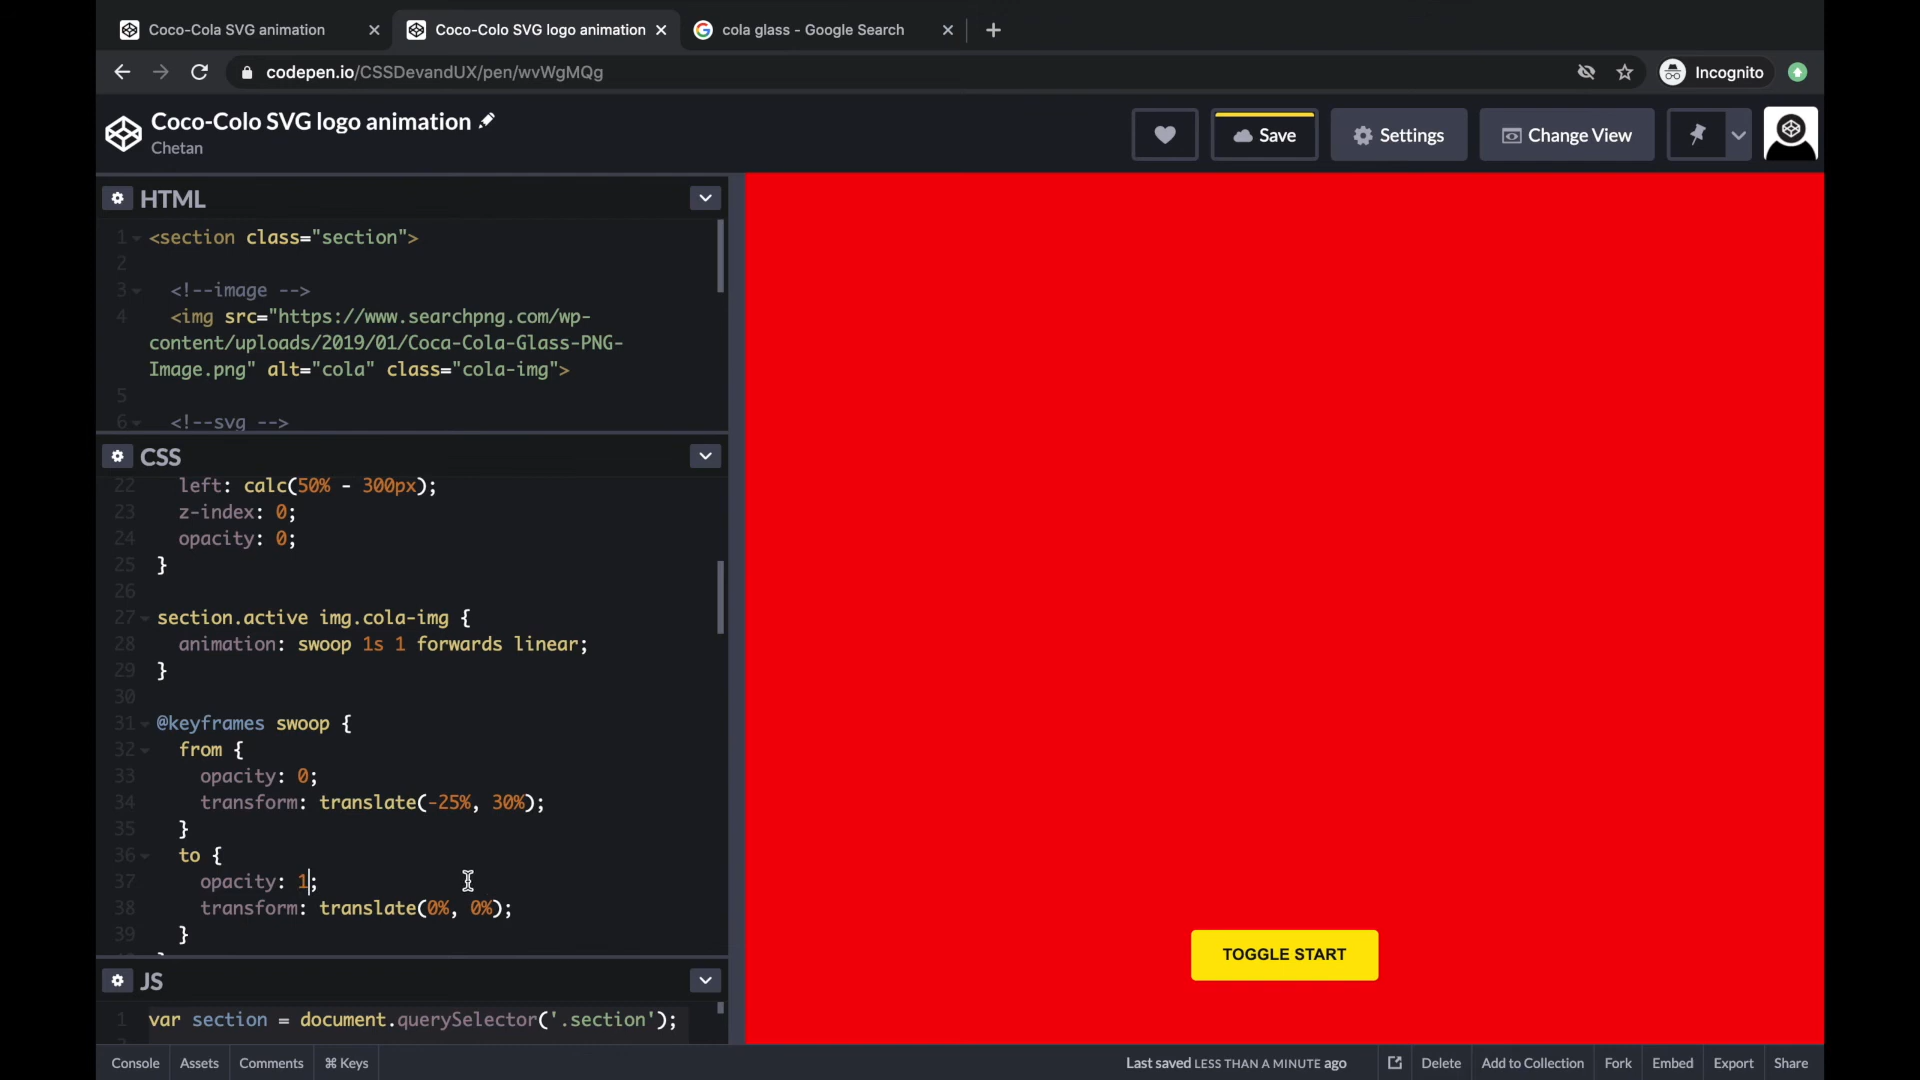 Coco-Cola SVG animation
Coco-Colo SVG logo animation
cola glass - Google Search
codepen.io/CSSDevandUX/pen/wvWgMQg
Incognito
Coco-Colo SVG logo animation
Chetan
Save
Settings
Change View
HTML
1 <section class="section">
2
3 <!--image -->
4 <img src="https://www.searchpng.com/wp-
content/uploads/2019/01/Coca-Cola-Glass-PNG-
Image.png" alt="cola" class="cola-img">
5
6 <!--svg -->
CSS
22 left: calc(50% - 300px);
23 z-index: 0;
24 opacity: 0;
25 }
26
27 section.active img.cola-img {
28 animation: swoop 1s 1 forwards linear;
29 }
30
31 @keyframes swoop {
32 from {
33 opacity: 0;
34 transform: translate(-25%, 30%);
35 }
36 to {
37 opacity: 1;
38 transform: translate(0%, 0%);
39 }
JS
1 var section = document.querySelector('.section');
TOGGLE START
Console
Assets
Comments
⌘ Keys
Last saved LESS THAN A MINUTE ago
Delete
Add to Collection
Fork
Embed
Export
Share